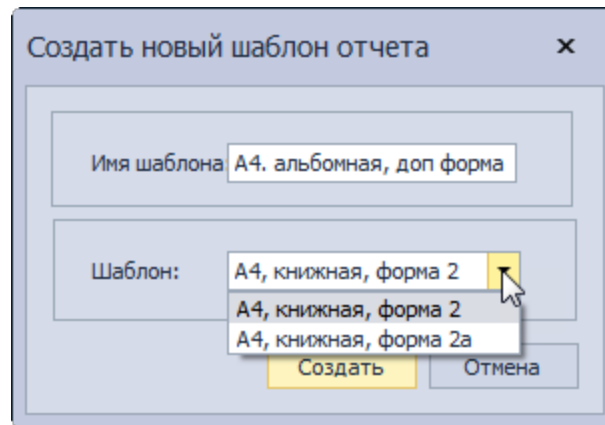 Создать новый шаблон отчета
Имя шаблона: А4. альбомная, доп форма
Шаблон: А4, книжная, форма 2
А4, книжная, форма 2
А4, книжная, форма 2а
Создать Отмена